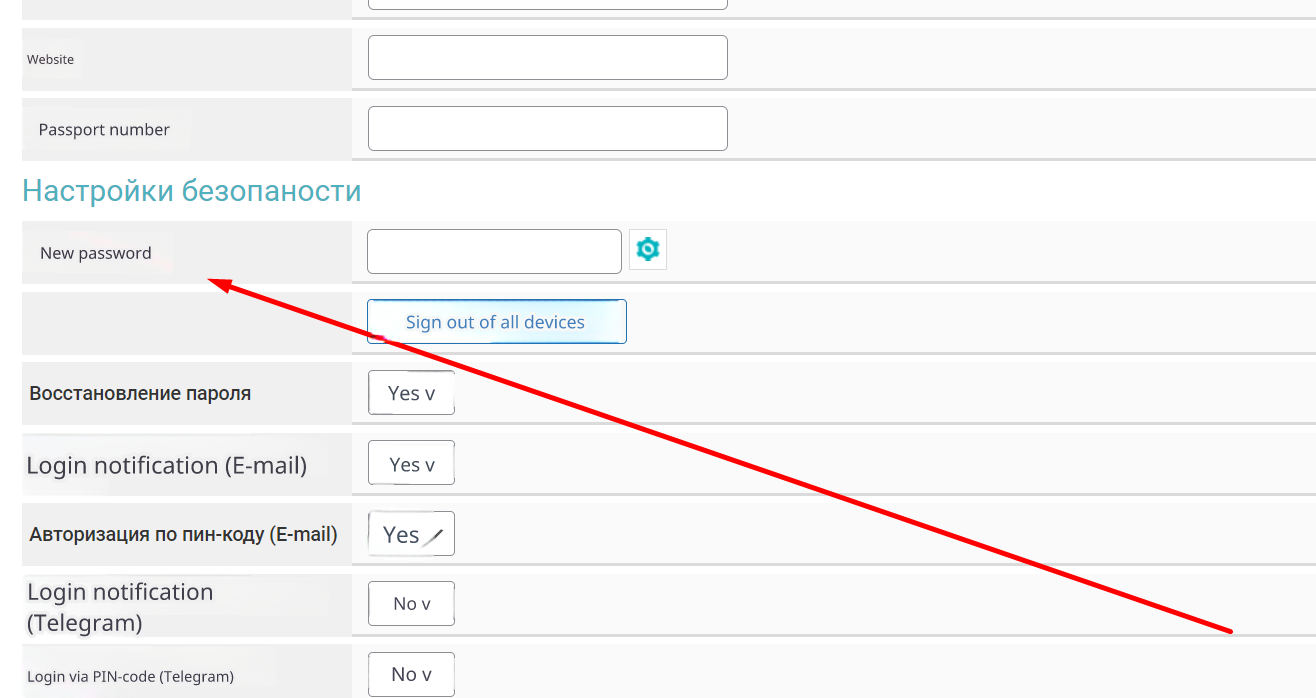 Website
Passport number
Настройки безопаности
New password
Sign out of all devices
Восстановление пароля
Yes v
Login notification (E-mail)
Yes v
Авторизация по пин-коду (E-mail)
Yes
Login notification
(Telegram)
No v
Login via PIN-code (Telegram)
No v